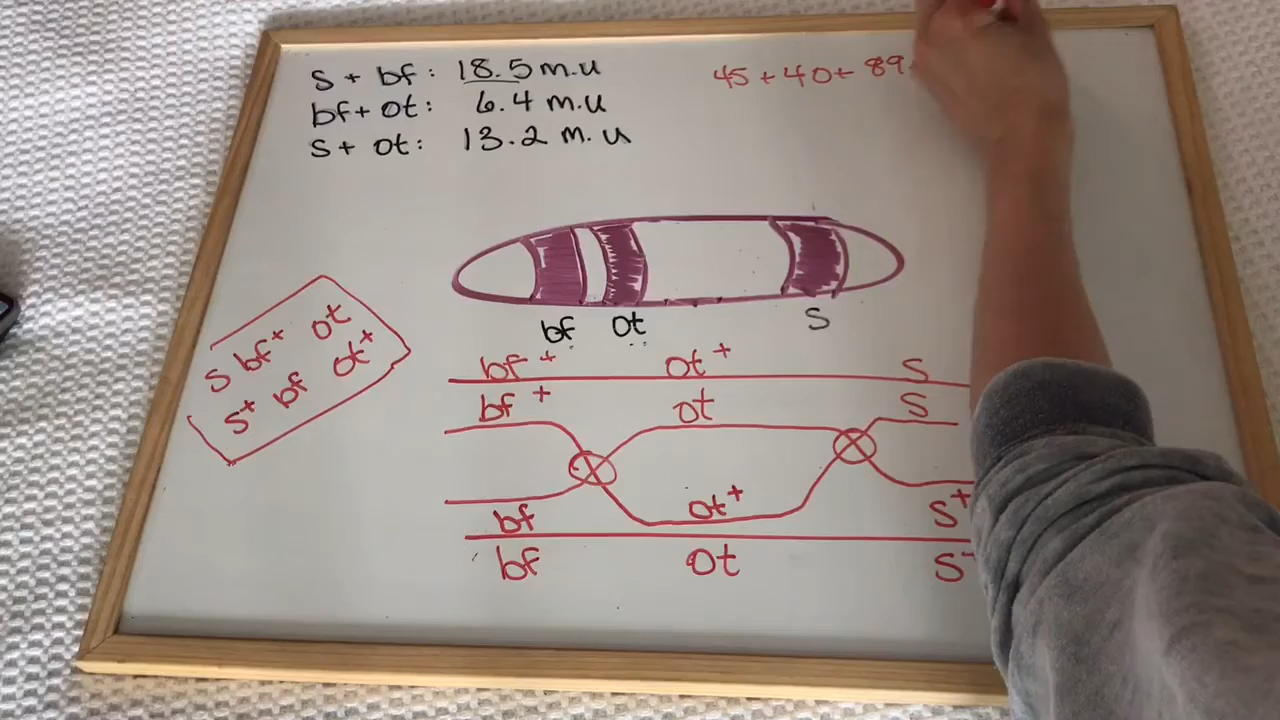 s + bf: 18.5 m.u
bf + ot: 6.4 m.u
s + ot: 13.2 m.u
45 + 40 + 89
bf ot S
s bf+ ot
s+ bf ot+
bf+ ot+ s
bf+ ot s
bf ot+ s+
bf ot s+